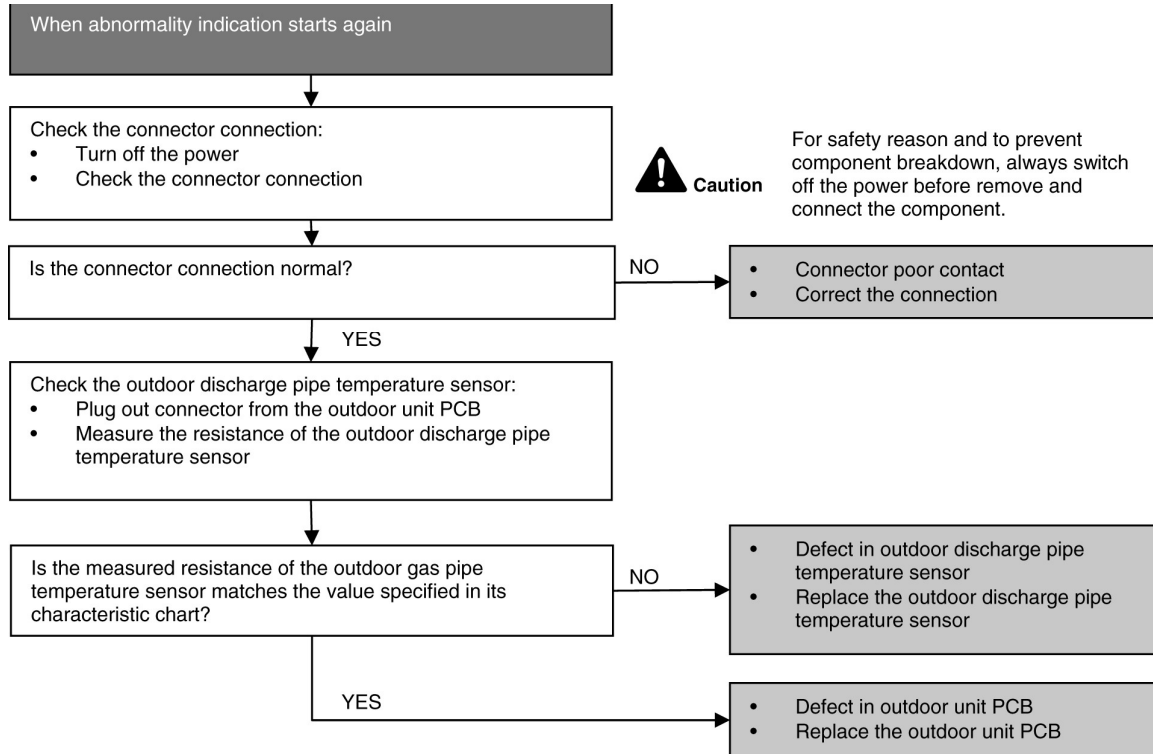 When abnormality indication starts again
Check the connector connection:
• Turn off the power
• Check the connector connection
Caution
For safety reason and to prevent
component breakdown, always switch
off the power before remove and
connect the component.
Is the connector connection normal?
NO
• Connector poor contact
• Correct the connection
YES
Check the outdoor discharge pipe temperature sensor:
• Plug out connector from the outdoor unit PCB
• Measure the resistance of the outdoor discharge pipe
temperature sensor
Is the measured resistance of the outdoor gas pipe
temperature sensor matches the value specified in its
characteristic chart?
NO
• Defect in outdoor discharge pipe
temperature sensor
• Replace the outdoor discharge pipe
temperature sensor
YES
• Defect in outdoor unit PCB
• Replace the outdoor unit PCB